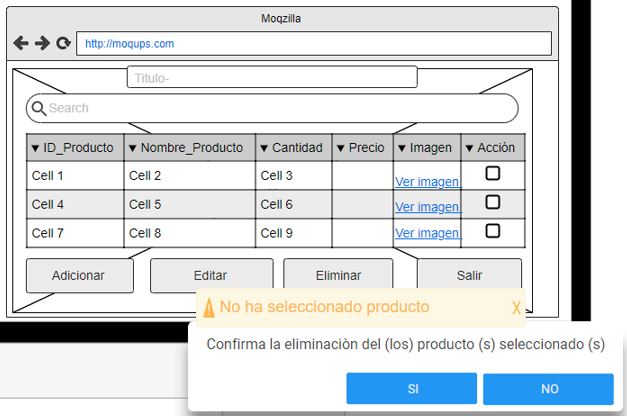 Moqzilla
http://moqups.com
Titulo-
Search
▼ ID_Producto ▼ Nombre_Producto ▼ Cantidad ▼ Precio ▼ Imagen ▼ Acciòn
Cell 1 Cell 2 Cell 3 Ver imagen
Cell 4 Cell 5 Cell 6 Ver imagen
Cell 7 Cell 8 Cell 9 Ver imagen
Adicionar Editar Eliminar Salir
No ha seleccionado producto X
Confirma la eliminaciòn del (los) producto (s) seleccionado (s)
SI NO